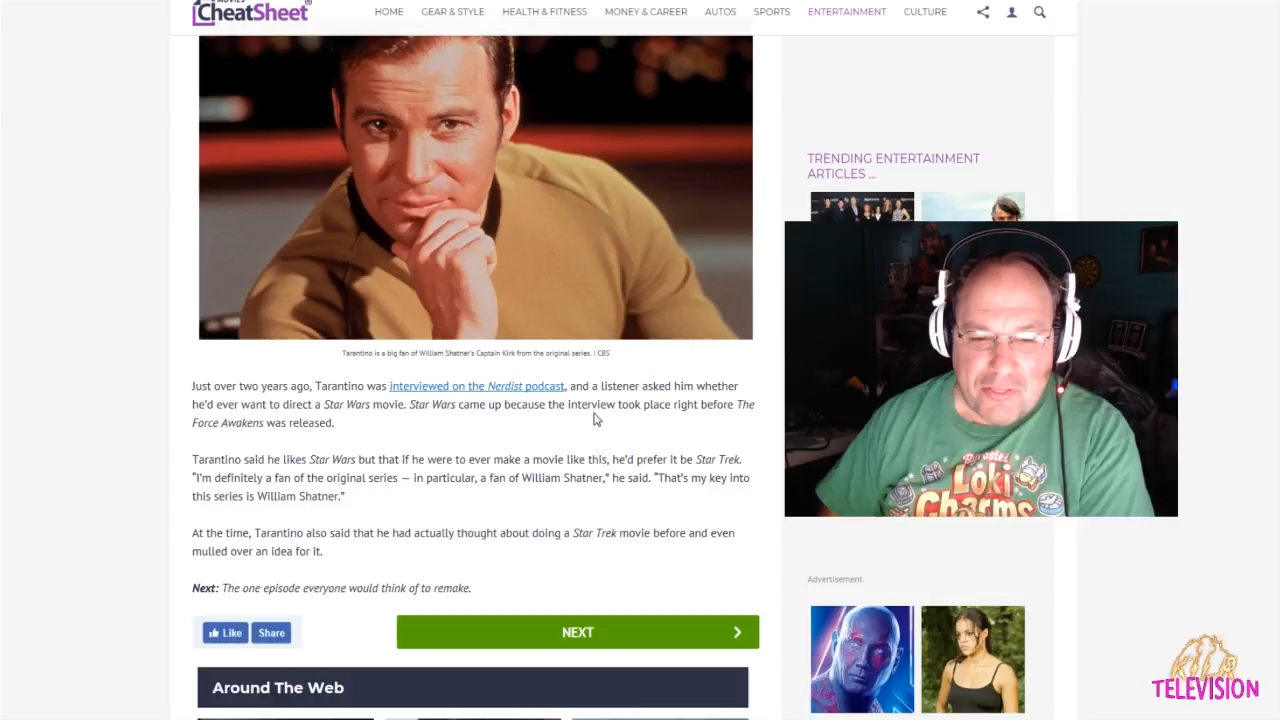 CheatSheet
HOME GEAR & STYLE HEALTH & FITNESS MONEY & CAREER AUTOS SPORTS ENTERTAINMENT CULTURE
TRENDING ENTERTAINMENT
ARTICLES ...
Tarantino is a big fan of William Shatner's Captain Kirk from the original series. | CBS
Just over two years ago, Tarantino was interviewed on the Nerdist podcast, and a listener asked him whether
he'd ever want to direct a Star Wars movie. Star Wars came up because the interview took place right before The
Force Awakens was released.
Tarantino said he likes Star Wars but that if he were to ever make a movie like this, he'd prefer it be Star Trek.
“I'm definitely a fan of the original series — in particular, a fan of William Shatner,” he said. “That's my key into
this series is William Shatner.”
At the time, Tarantino also said that he had actually thought about doing a Star Trek movie before and even
mulled over an idea for it.
Next: The one episode everyone would think of to remake.
Like Share
NEXT
Around The Web
Loki
Charms
Advertisement
KILR
TELEVISION